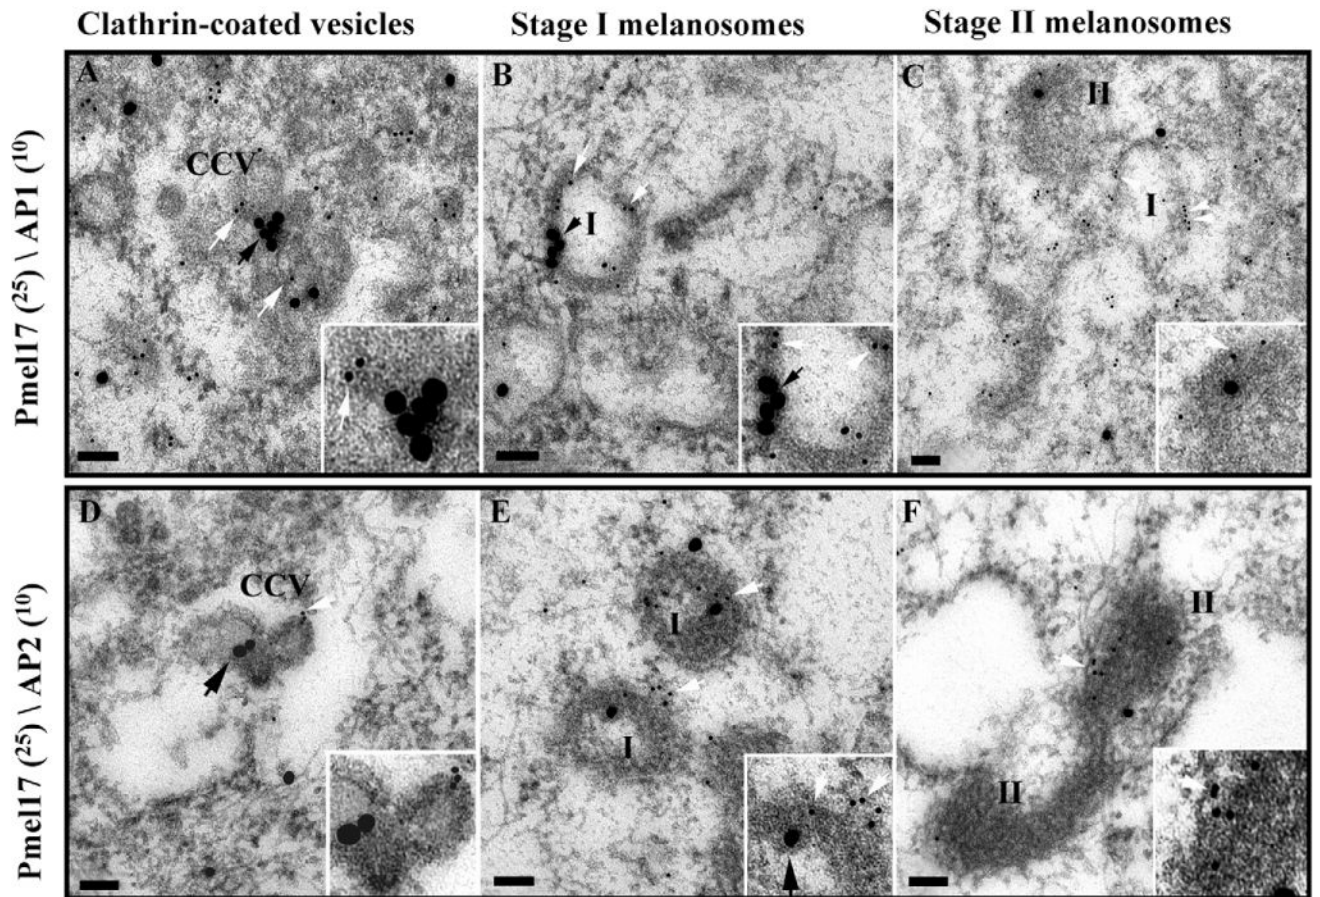 Clathrin-coated vesicles
Stage I melanosomes
Stage II melanosomes
Pmel17 (25) \ AP1 (10)
A
CCV
B
I
C
II
I
Pmel17 (25) \ AP2 (10)
D
CCV
E
I
I
F
II
II